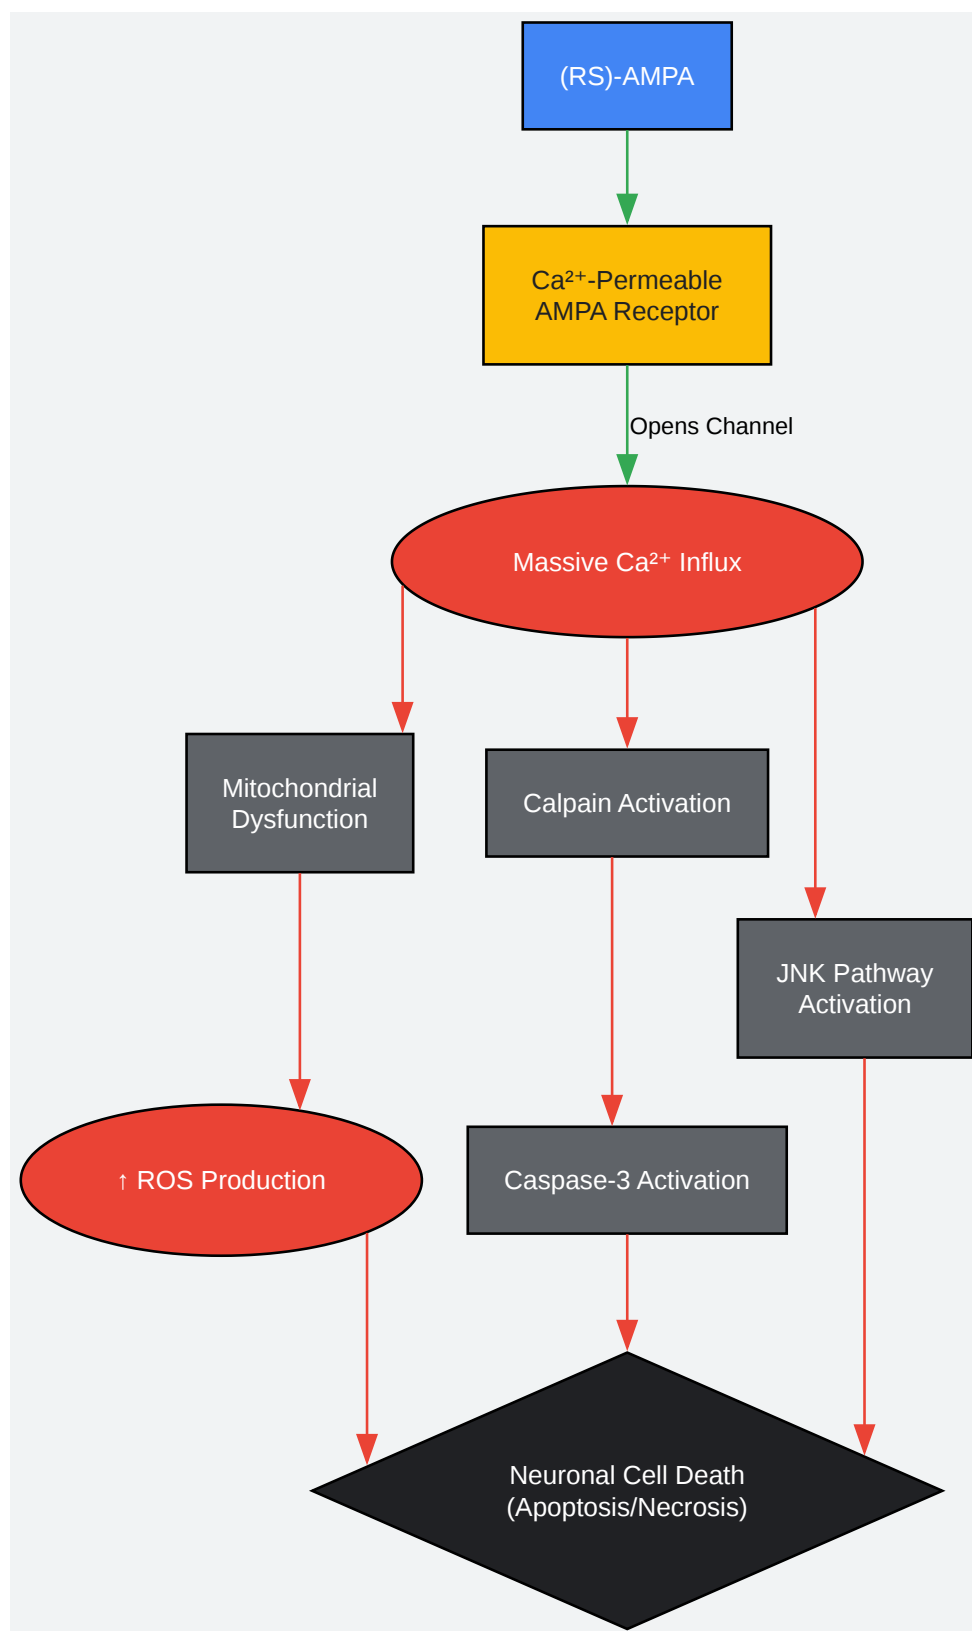 (RS)-AMPA
Ca²⁺-Permeable
AMPA Receptor
Opens Channel
Massive Ca²⁺ Influx
Mitochondrial
Dysfunction
Calpain Activation
JNK Pathway
Activation
↑ ROS Production
Caspase-3 Activation
Neuronal Cell Death
(Apoptosis/Necrosis)